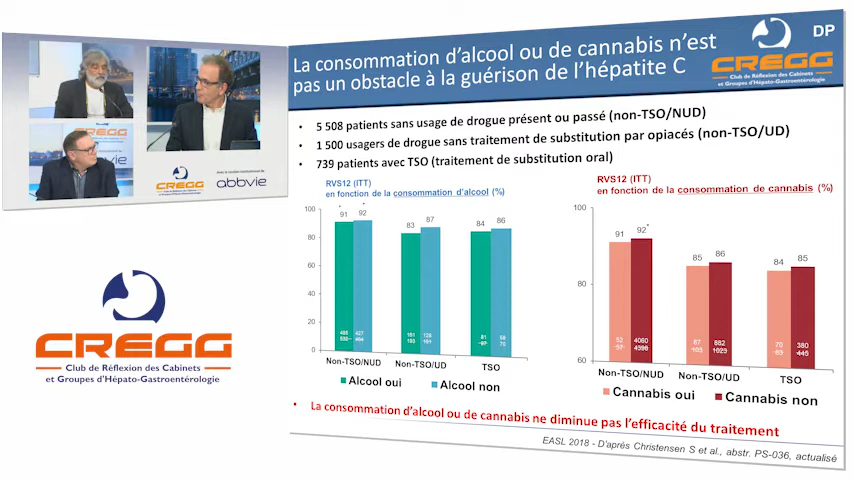 La consommation d'alcool ou de cannabis n'est
pas un obstacle à la guérison de l'hépatite C
DP
CREGG
Club de Réflexion des Cabinets
et Groupes d'Hépato-Gastroentérologie
• 5 508 patients sans usage de drogue présent ou passé (non-TSO/NUD)
• 1 500 usagers de drogue sans traitement de substitution par opiacés (non-TSO/UD)
• 739 patients avec TSO (traitement de substitution oral)
CREGG
abbvie
abbvie
RVS12 (ITT)
en fonction de la consommation d'alcool (%)
100
80
60
40
20
0
91
92
83
87
84
86
Non-TSO/NUD
Non-TSO/UD
TSO
Alcool oui
Alcool non
RVS12 (ITT)
en fonction de la consommation de cannabis (%)
100
80
60
91
92*
85
86
84
85
52
4060
4398
87
103
882
1023
70
83
380
445
Non-TSO/NUD
Non-TSO/UD
TSO
Cannabis oui
Cannabis non
• La consommation d'alcool ou de cannabis ne diminue pas l'efficacité du traitement
EASL 2018 - D'après Christensen S et al., abstr. PS-036, actualisé
CREGG
Club de Réflexion des Cabinets
et Groupes d'Hépato-Gastroentérologie